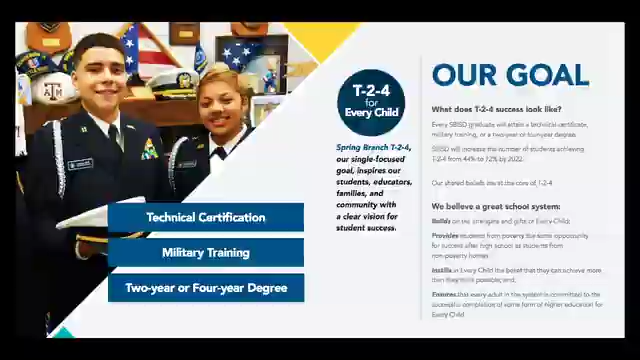 A M
Technical Certification
Military Training
Two-year or Four-year Degree
T-2-4
for
Every Child
Spring Branch T-2-4,
our single-focused
goal, inspires our
students, educators,
families, and
community with
a clear vision for
student success.
OUR GOAL
What does T-2-4 success look like?
Every SBISD graduate will attain a technical certificate,
military training, or a two-year or four-year degree.
SBISD will increase the number of students achieving
T-2-4 from 44% to 72% by 2022.
Our shared beliefs are at the core of T-2-4
We believe a great school system:
Builds on the strengths and gifts of Every Child;
Provides students from poverty the same opportunity
for success after high school as students from
non-poverty homes
Instills in Every Child the belief that they can achieve more
than they think possible; and,
Ensures that every adult in the system is committed to the
successful completion of some form of higher education for
Every Child